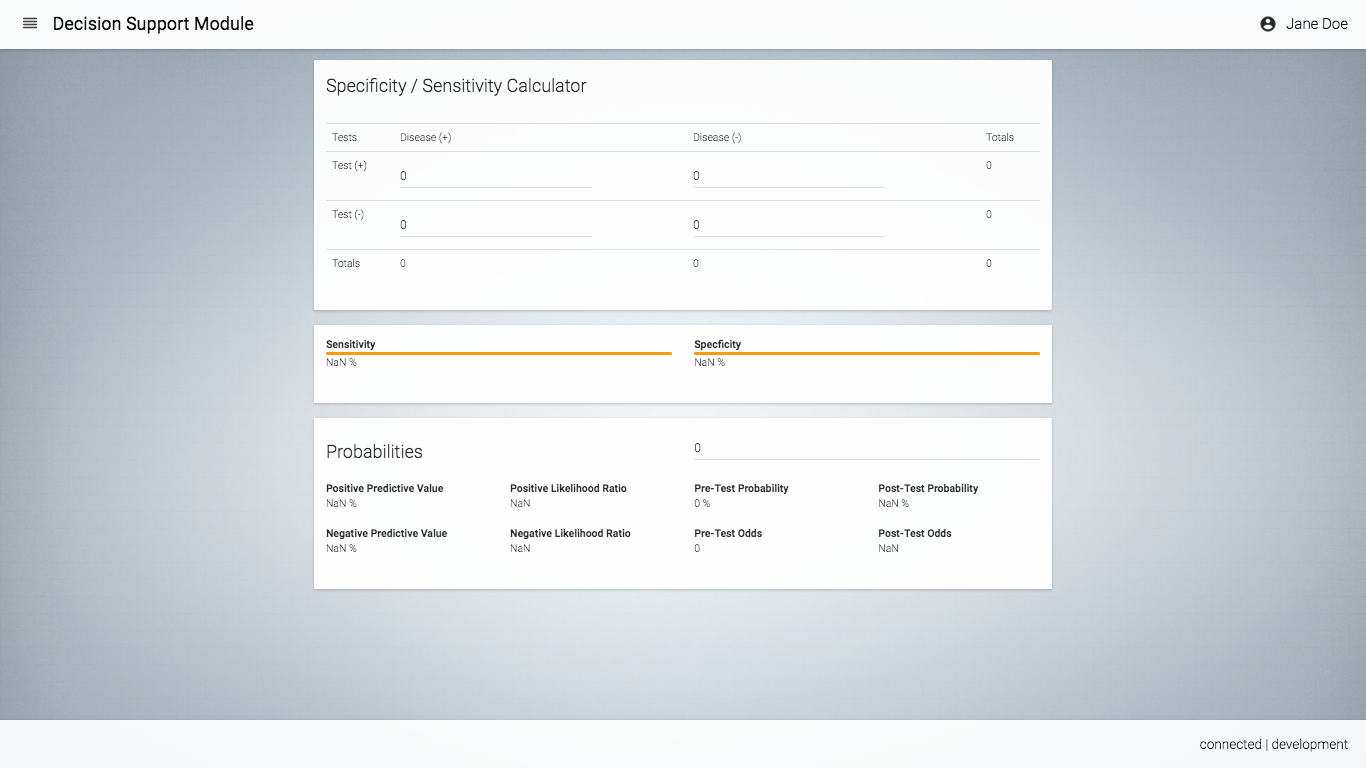 Decision Support Module
Jane Doe
Specificity / Sensitivity Calculator
Tests Disease (+) Disease (-) Totals
Test (+) 0 0 0
Test (-) 0 0 0
Totals 0 0 0
Sensitivity Specficity
NaN % NaN %
Probabilities 0
Positive Predictive Value Positive Likelihood Ratio Pre-Test Probability Post-Test Probability
NaN % NaN 0 % NaN %
Negative Predictive Value Negative Likelihood Ratio Pre-Test Odds Post-Test Odds
NaN % NaN 0 NaN
connected | development